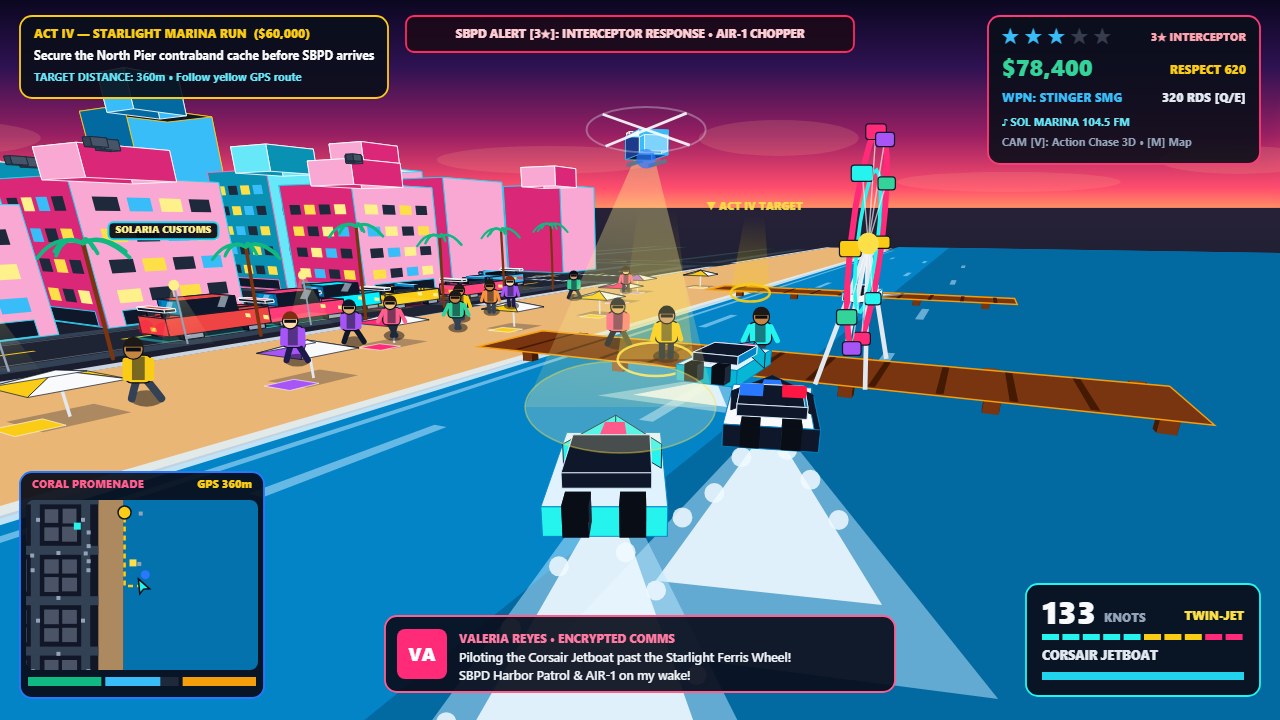 ACT IV — STARLIGHT MARINA RUN ($60,000)
Secure the North Pier contraband cache before SBPD arrives
TARGET DISTANCE: 360m • Follow yellow GPS route
SBPD ALERT [3★]: INTERCEPTOR RESPONSE • AIR-1 CHOPPER
★★★★★ 3★ INTERCEPTOR
$78,400 RESPECT 620
WPN: STINGER SMG 320 RDS [Q/E]
♪ SOL MARINA 104.5 FM
CAM [V]: Action Chase 3D • [M] Map
▼ ACT IV TARGET
SOLARIA CUSTOMS
CORAL PROMENADE GPS 360m
VA
VALERIA REYES • ENCRYPTED COMMS
Piloting the Corsair Jetboat past the Starlight Ferris Wheel!
SBPD Harbor Patrol & AIR-1 on my wake!
133 KNOTS TWIN-JET
CORSAIR JETBOAT